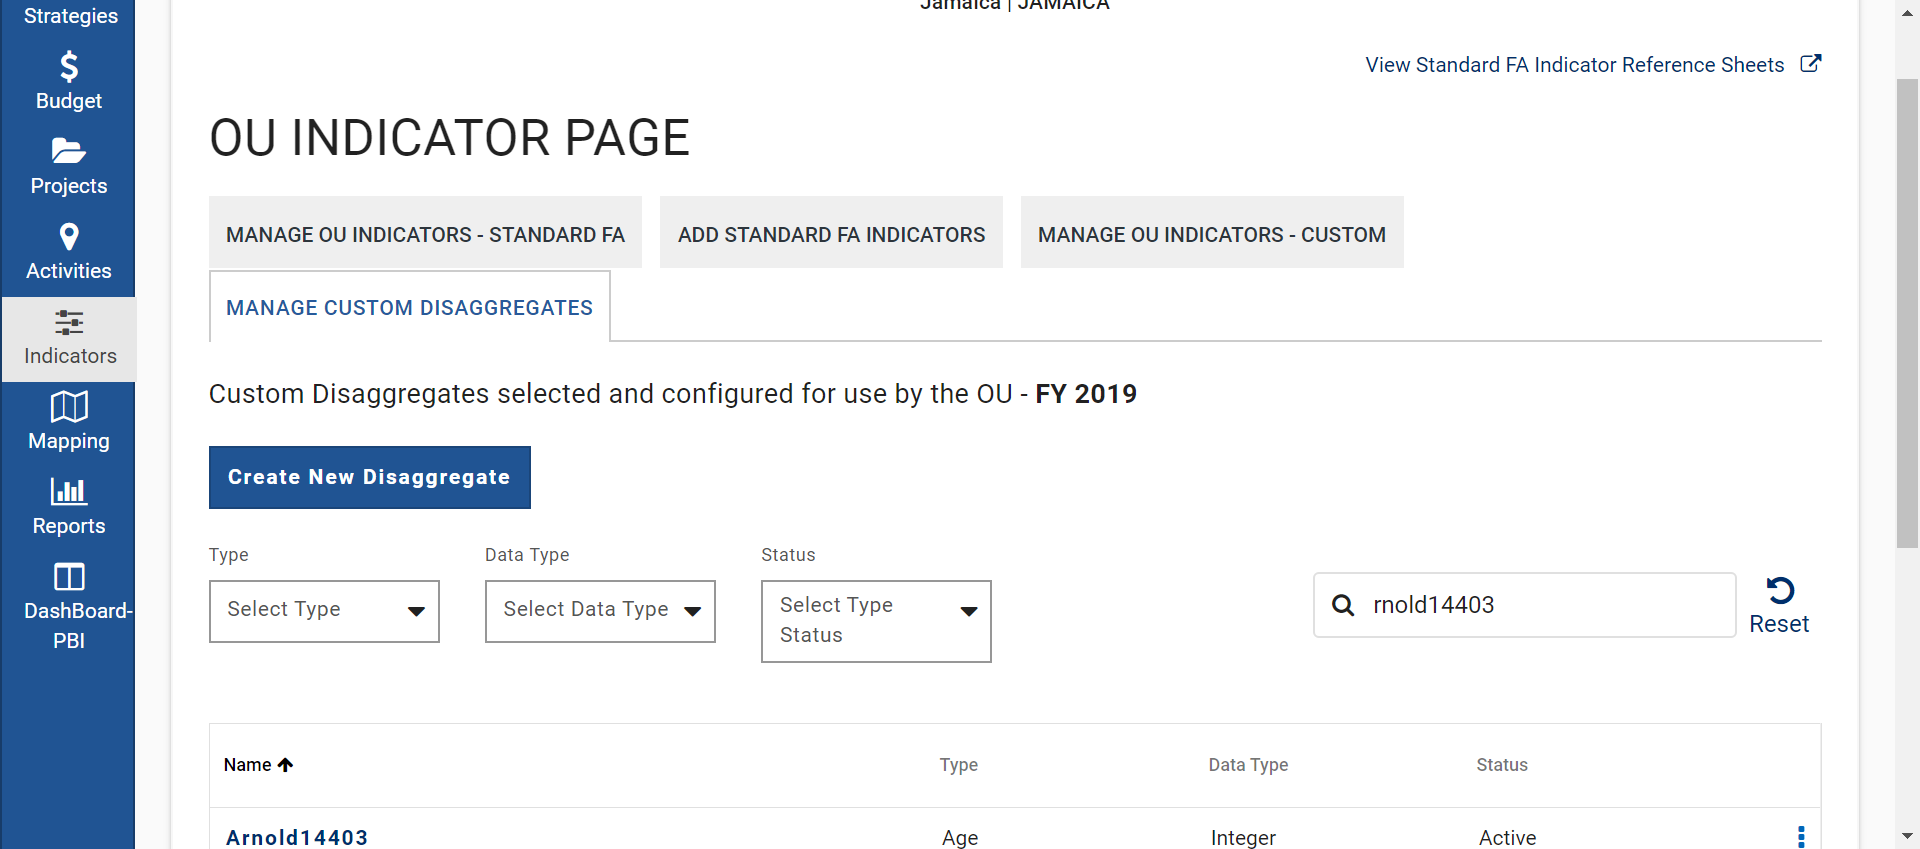 Jamaica | JAMAICA
View Standard FA Indicator Reference Sheets
OU INDICATOR PAGE
MANAGE OU INDICATORS - STANDARD FA
ADD STANDARD FA INDICATORS
MANAGE OU INDICATORS - CUSTOM
MANAGE CUSTOM DISAGGREGATES
Custom Disaggregates selected and configured for use by the OU - FY 2019
Create New Disaggregate
Type
Data Type
Status
Select Type
Select Data Type
Select Type
Status
rnold14403
Reset
Name
Type
Data Type
Status
Arnold14403
Age
Integer
Active
Strategies
Budget
Projects
Activities
Indicators
Mapping
Reports
DashBoard-
PBI